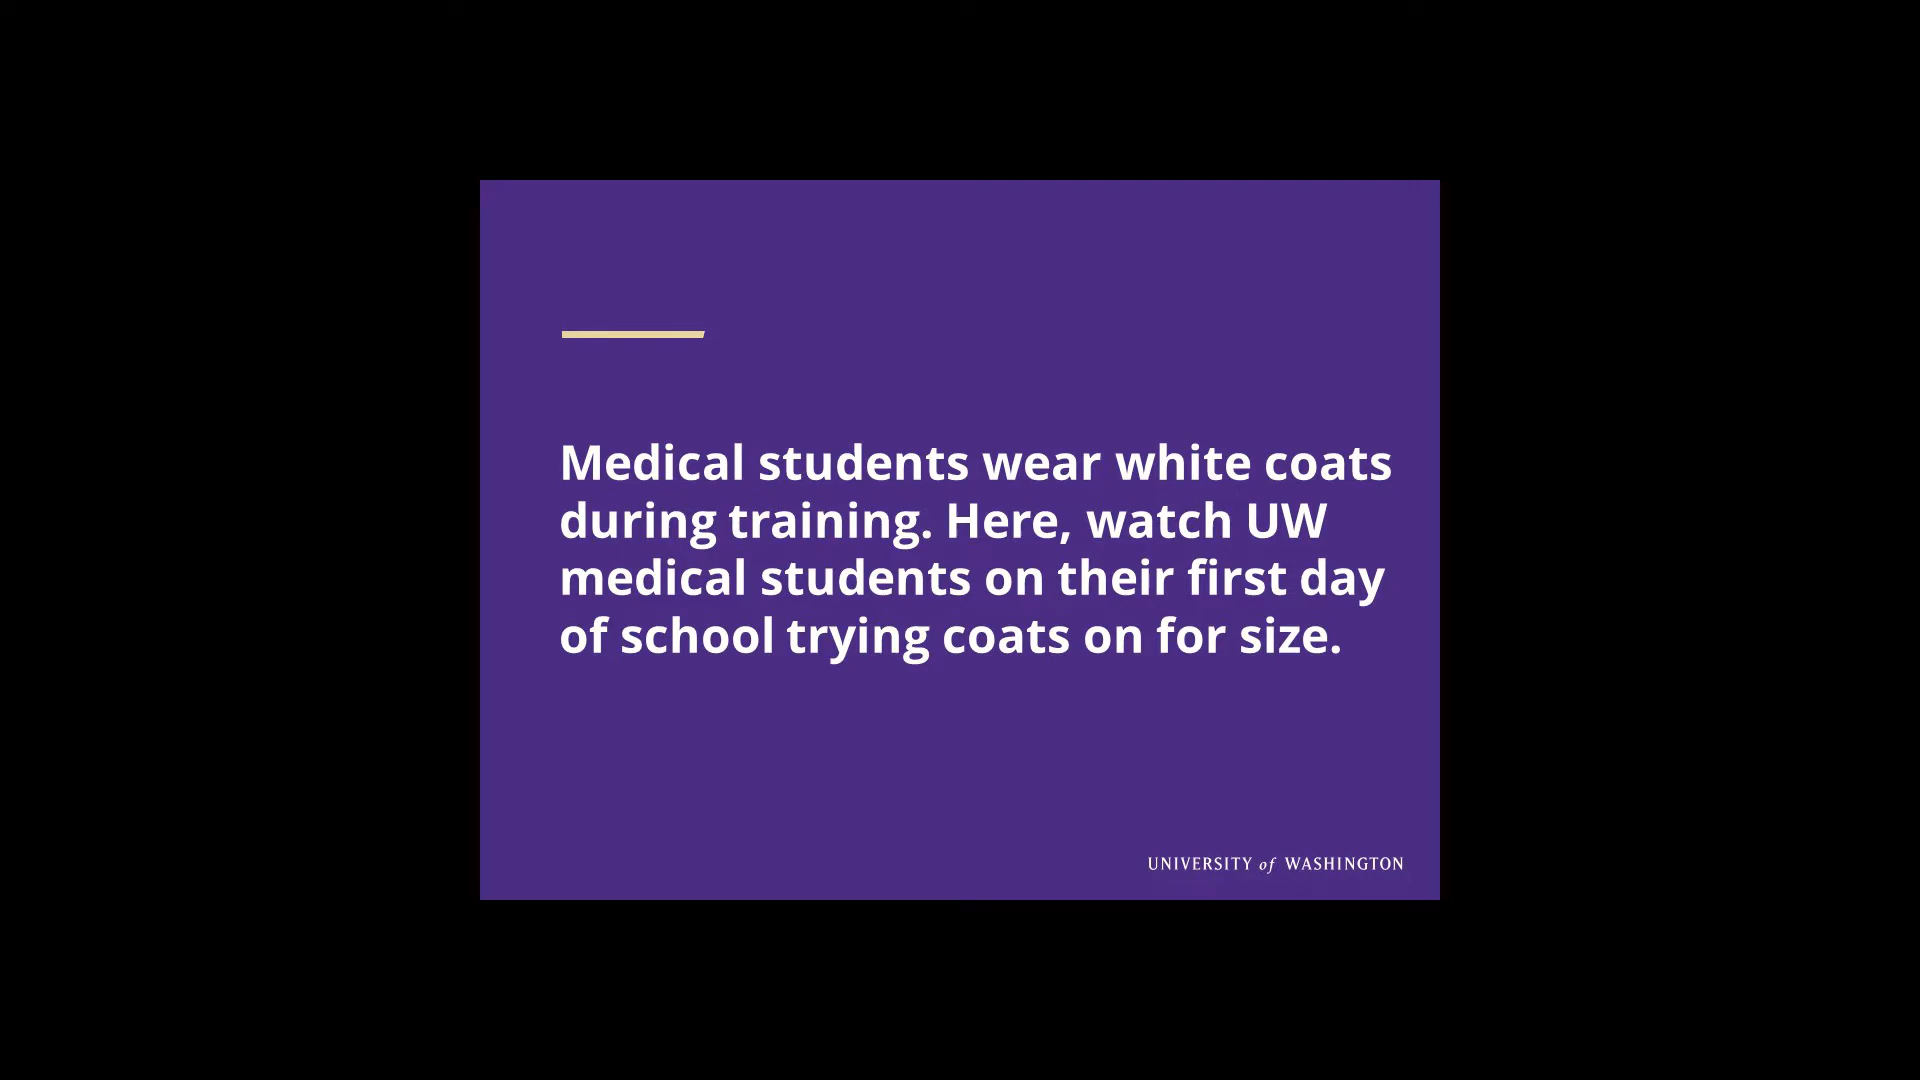 Medical students wear white coats
during training. Here, watch UW
medical students on their first day
of school trying coats on for size.
UNIVERSITY of WASHINGTON